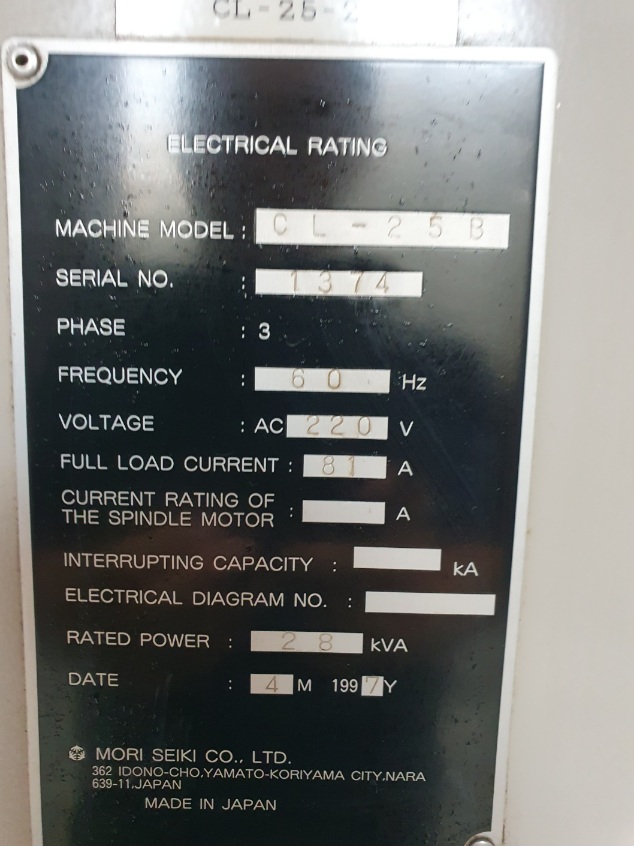 CL-25-2
ELECTRICAL RATING
MACHINE MODEL : CL-25B
SERIAL NO. : 1374
PHASE : 3
FREQUENCY : 60 Hz
VOLTAGE : AC 220 V
FULL LOAD CURRENT : 81 A
CURRENT RATING OF
THE SPINDLE MOTOR : A
INTERRUPTING CAPACITY : kA
ELECTRICAL DIAGRAM NO. :
RATED POWER : 28 kVA
DATE : 4 M 1997 Y
MORI SEIKI CO., LTD.
362 IDONO-CHO.YAMATO-KORIYAMA CITY.NARA
639-11.JAPAN
MADE IN JAPAN